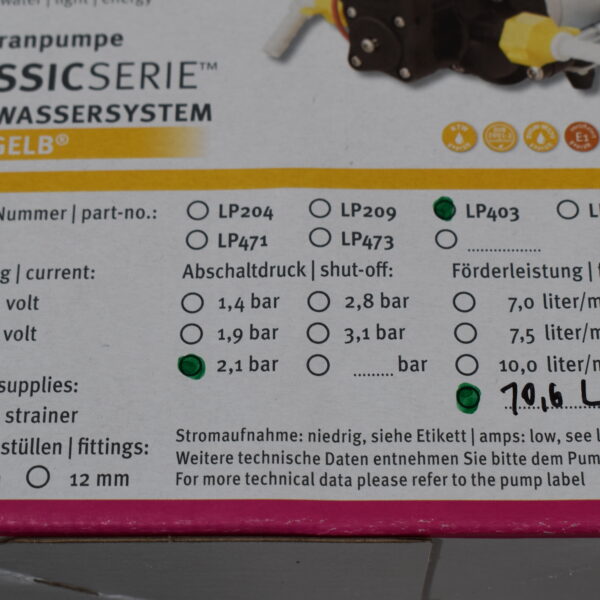 water | light | energy
ranpumpe
SSICSERIE™
WASSERSYSTEM
GELB®
E1
Nummer | part-no.: LP204 LP209 LP403 L
LP471 LP473 ....................
g | current: Abschaltdruck | shut-off: Förderleistung |
volt 1,4 bar 2,8 bar 7,0 liter/m
volt 1,9 bar 3,1 bar 7,5 liter/m
2,1 bar ......... bar 10,0 liter/m
supplies: 10,6 L
strainer
stüllen | fittings: Stromaufnahme: niedrig, siehe Etikett | amps: low, see l
12 mm Weitere technische Daten entnehmen Sie bitte dem Pum
For more technical data please refer to the pump label